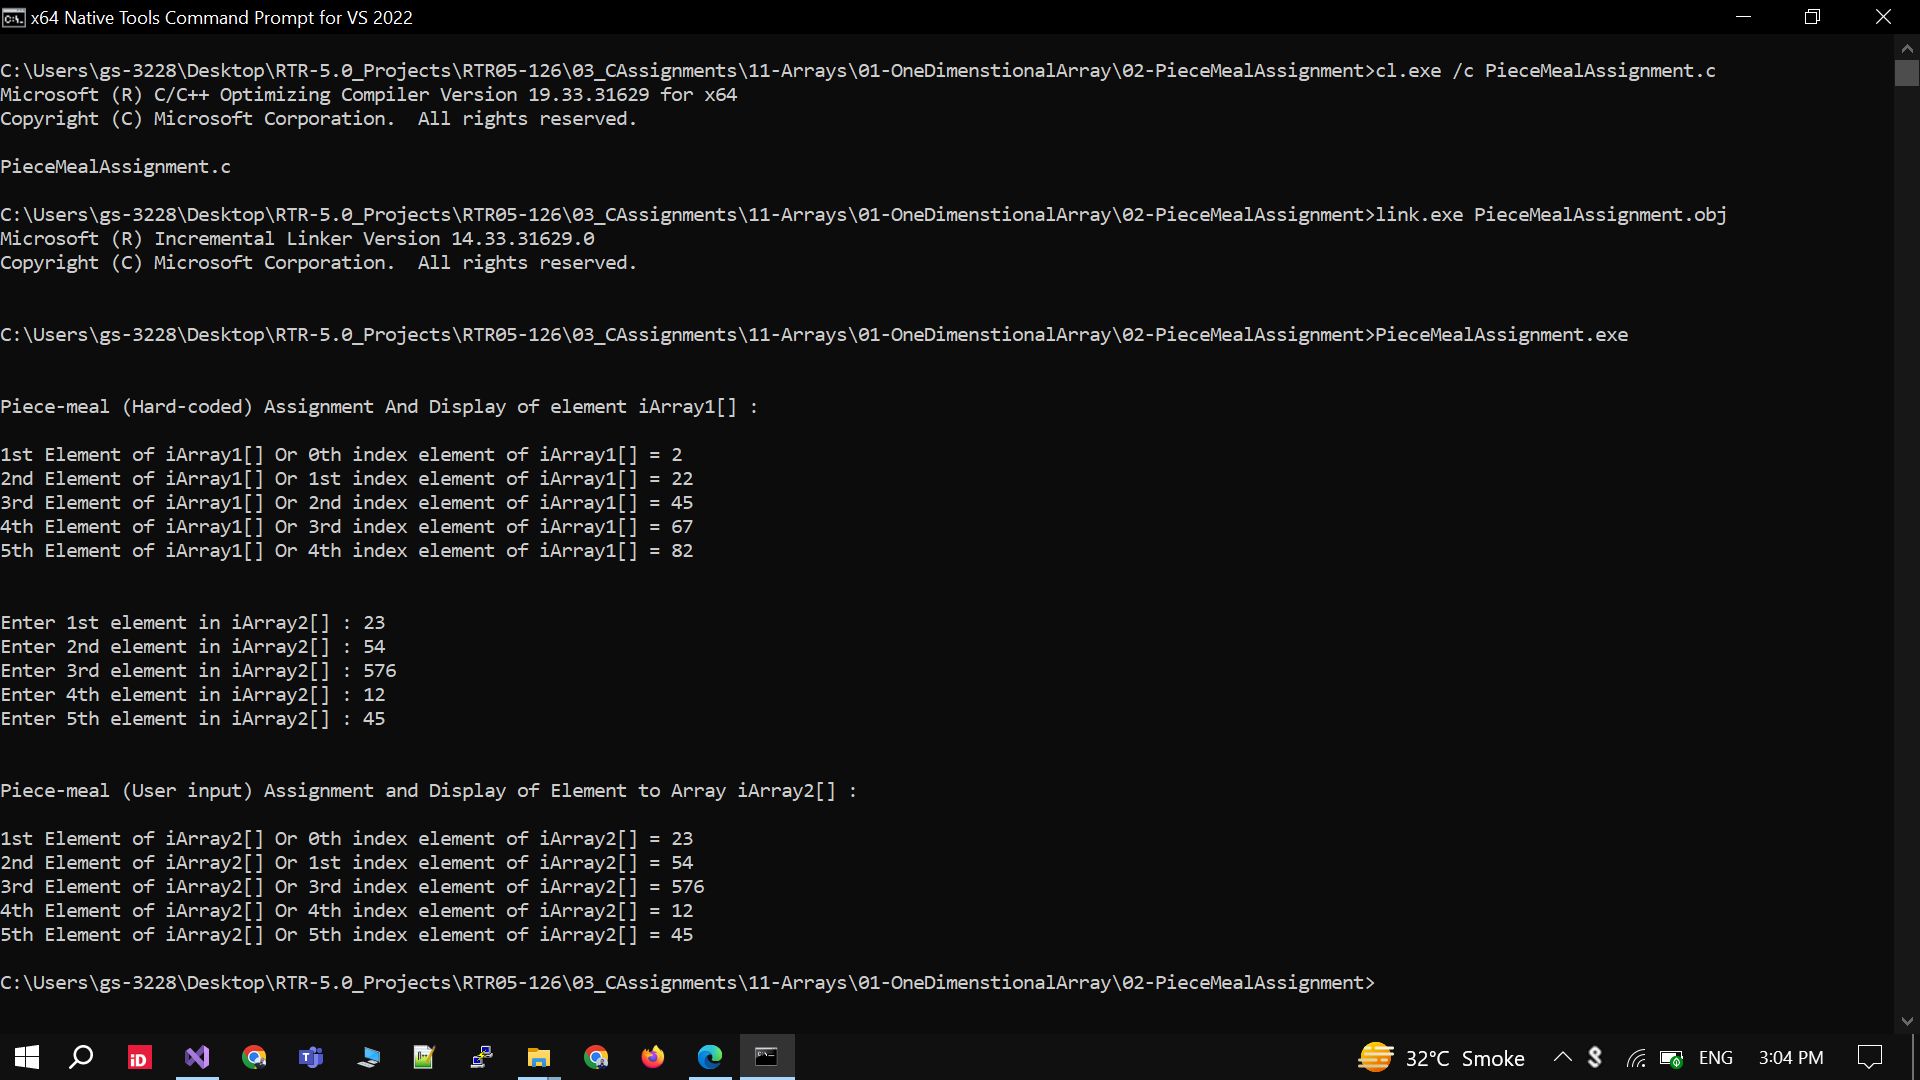 x64 Native Tools Command Prompt for VS 2022
C:\Users\gs-3228\Desktop\RTR-5.0_Projects\RTR05-126\03_CAssignments\11-Arrays\01-OneDimenstionalArray\02-PieceMealAssignment>cl.exe /c PieceMealAssignment.c
Microsoft (R) C/C++ Optimizing Compiler Version 19.33.31629 for x64
Copyright (C) Microsoft Corporation.  All rights reserved.
PieceMealAssignment.c
C:\Users\gs-3228\Desktop\RTR-5.0_Projects\RTR05-126\03_CAssignments\11-Arrays\01-OneDimenstionalArray\02-PieceMealAssignment>link.exe PieceMealAssignment.obj
Microsoft (R) Incremental Linker Version 14.33.31629.0
Copyright (C) Microsoft Corporation.  All rights reserved.
C:\Users\gs-3228\Desktop\RTR-5.0_Projects\RTR05-126\03_CAssignments\11-Arrays\01-OneDimenstionalArray\02-PieceMealAssignment>PieceMealAssignment.exe
Piece-meal (Hard-coded) Assignment And Display of element iArray1[] :
1st Element of iArray1[] Or 0th index element of iArray1[] = 2
2nd Element of iArray1[] Or 1st index element of iArray1[] = 22
3rd Element of iArray1[] Or 2nd index element of iArray1[] = 45
4th Element of iArray1[] Or 3rd index element of iArray1[] = 67
5th Element of iArray1[] Or 4th index element of iArray1[] = 82
Enter 1st element in iArray2[] : 23
Enter 2nd element in iArray2[] : 54
Enter 3rd element in iArray2[] : 576
Enter 4th element in iArray2[] : 12
Enter 5th element in iArray2[] : 45
Piece-meal (User input) Assignment and Display of Element to Array iArray2[] :
1st Element of iArray2[] Or 0th index element of iArray2[] = 23
2nd Element of iArray2[] Or 1st index element of iArray2[] = 54
3rd Element of iArray2[] Or 3rd index element of iArray2[] = 576
4th Element of iArray2[] Or 4th index element of iArray2[] = 12
5th Element of iArray2[] Or 5th index element of iArray2[] = 45
C:\Users\gs-3228\Desktop\RTR-5.0_Projects\RTR05-126\03_CAssignments\11-Arrays\01-OneDimenstionalArray\02-PieceMealAssignment>
iD 32°C Smoke ENG 3:04 PM